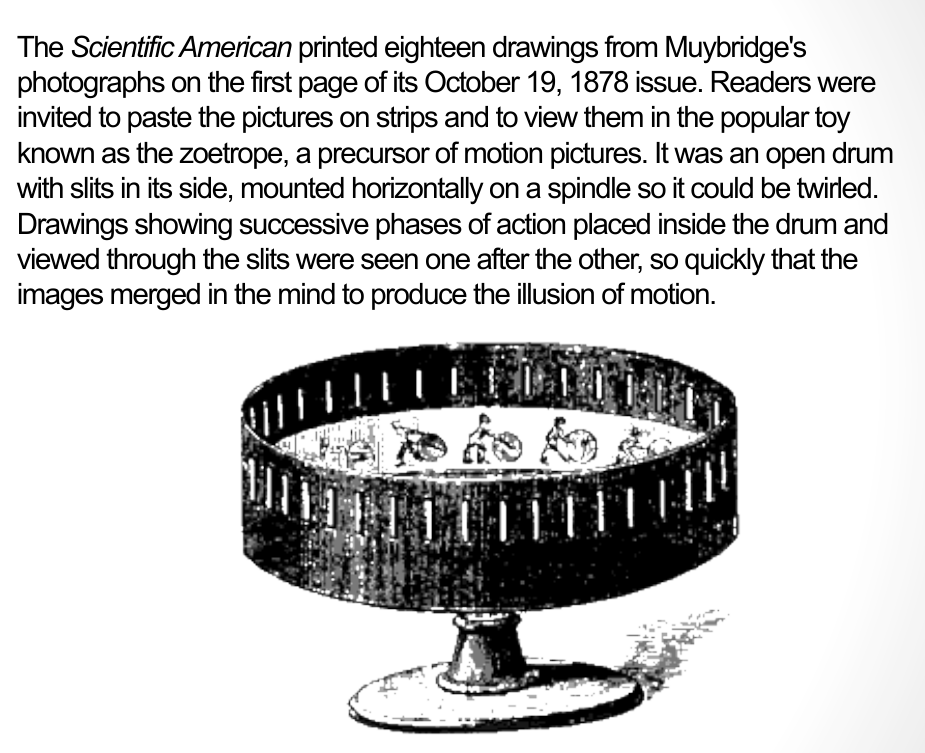 The Scientific American printed eighteen drawings from Muybridge's
photographs on the first page of its October 19, 1878 issue. Readers were
invited to paste the pictures on strips and to view them in the popular toy
known as the zoetrope, a precursor of motion pictures. It was an open drum
with slits in its side, mounted horizontally on a spindle so it could be twirled.
Drawings showing successive phases of action placed inside the drum and
viewed through the slits were seen one after the other, so quickly that the
images merged in the mind to produce the illusion of motion.